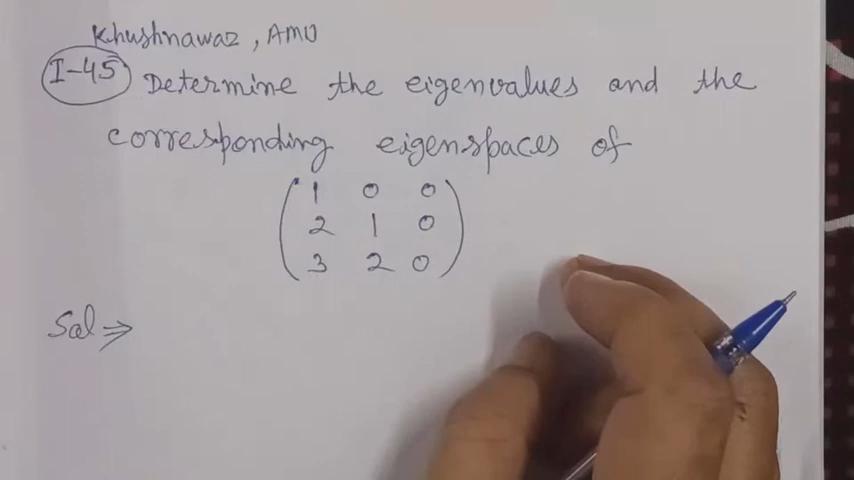 Khushnawaz, AMU
I-45 Determine the eigenvalues and the
corresponding eigenspaces of
1 0 0
2 1 0
3 2 0
Sol ⇒